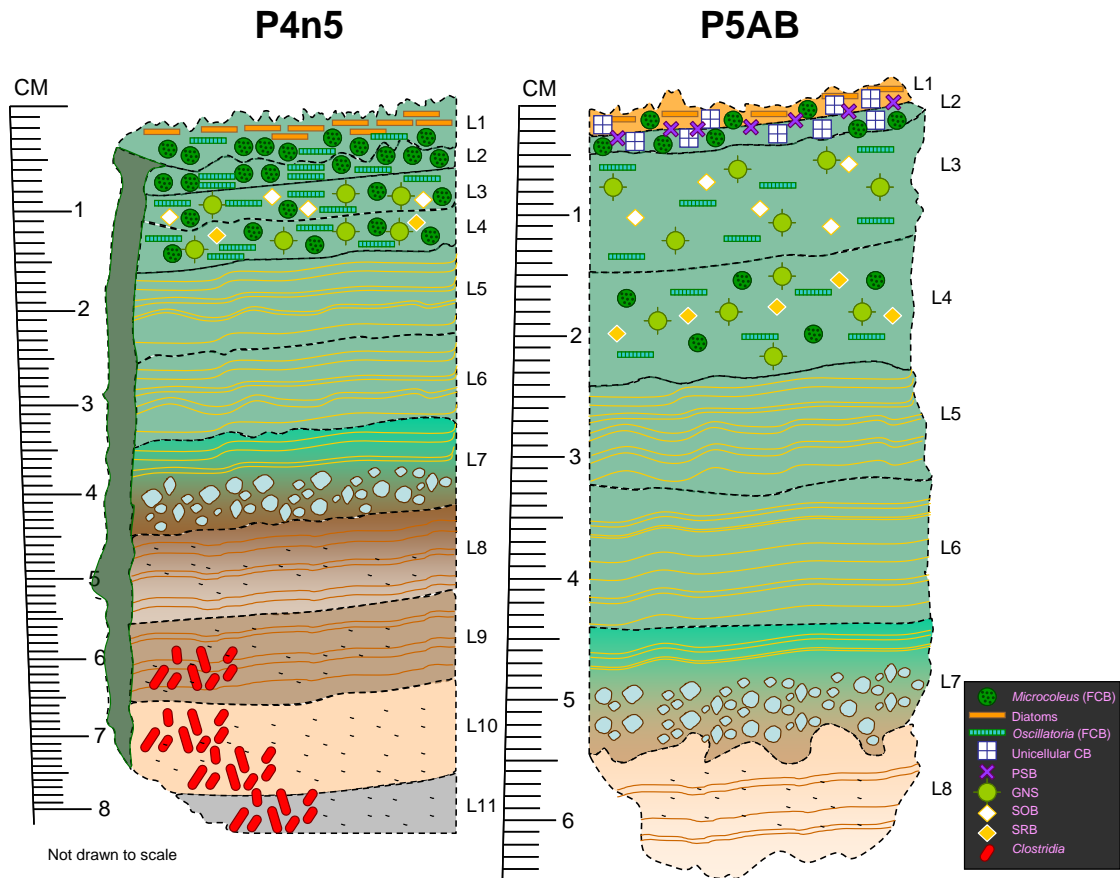 P4n5
P5AB
CM
1
2
3
4
5
6
7
8
L1
L2
L3
L4
L5
L6
L7
L8
L9
L10
L11
Not drawn to scale
CM
1
2
3
4
5
6
L1
L2
L3
L4
L5
L6
L7
L8
Microcoleus (FCB)
Diatoms
Oscillatoria (FCB)
Unicellular CB
PSB
GNS
SOB
SRB
Clostridia